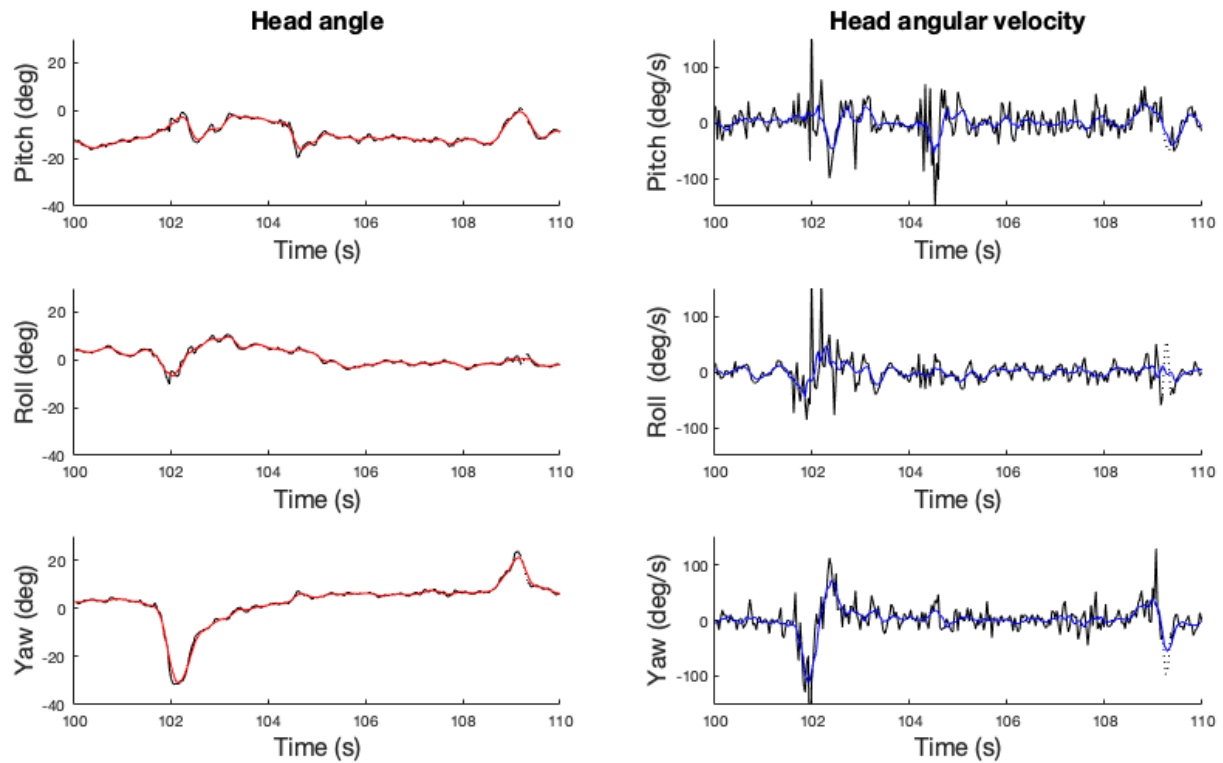 Head angle
Head angular velocity
Pitch (deg)
20
0
-20
-40
100 102 104 106 108 110
Time (s)
Pitch (deg/s)
100
0
-100
100 102 104 106 108 110
Time (s)
Roll (deg)
20
0
-20
-40
100 102 104 106 108 110
Time (s)
Roll (deg/s)
100
0
-100
100 102 104 106 108 110
Time (s)
Yaw (deg)
20
0
-20
-40
100 102 104 106 108 110
Time (s)
Yaw (deg/s)
100
0
-100
100 102 104 106 108 110
Time (s)